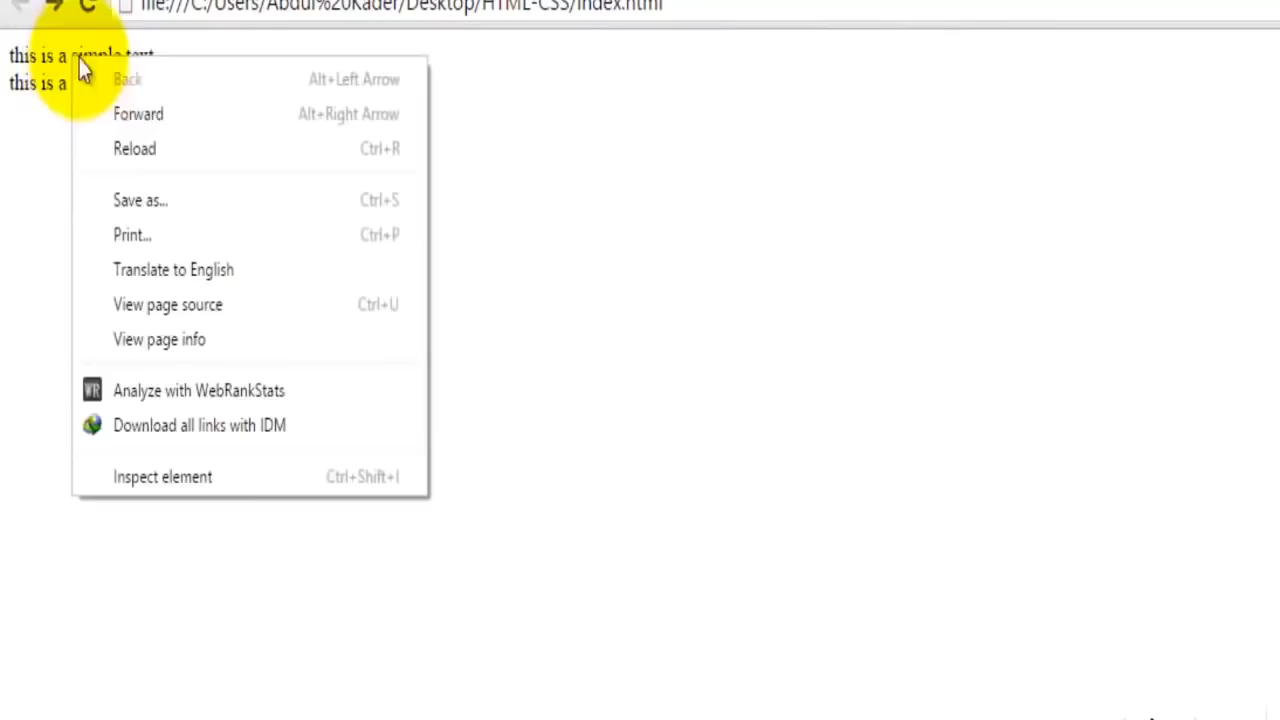 file:///C:/Users/Abdul%20Kader/Desktop/HTML-CSS/index.html
this is a simple text
this is a
Back Alt+Left Arrow
Forward Alt+Right Arrow
Reload Ctrl+R
Save as... Ctrl+S
Print... Ctrl+P
Translate to English
View page source Ctrl+U
View page info
WR Analyze with WebRankStats
Download all links with IDM
Inspect element Ctrl+Shift+I